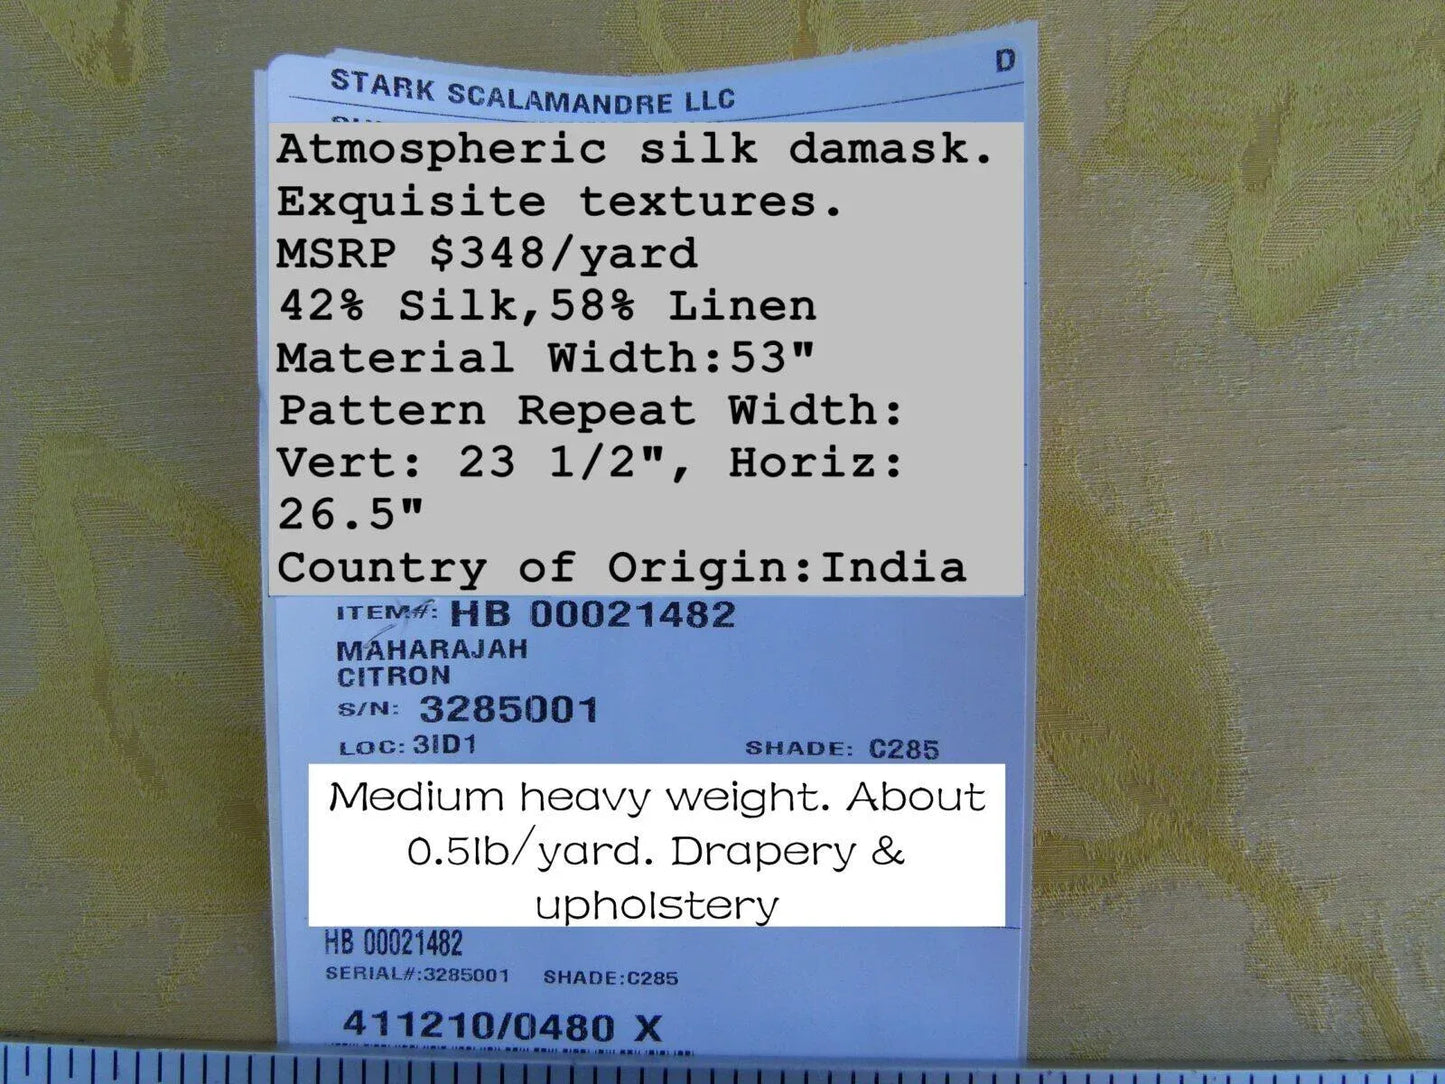 D
STARK SCALAMANDRE LLC
Atmospheric silk damask.
Exquisite textures.
MSRP $348/yard
42% Silk,58% Linen
Material Width:53"
Pattern Repeat Width:
Vert: 23 1/2", Horiz:
26.5"
Country of Origin:India
ITEM#: HB 00021482
MAHARAJAH
CITRON
S/N: 3285001
LOC: 3ID1 SHADE: C285
Medium heavy weight. About
0.5lb/yard. Drapery &
upholstery
HB 00021482
SERIAL#:3285001 SHADE:C285
411210/0480 X